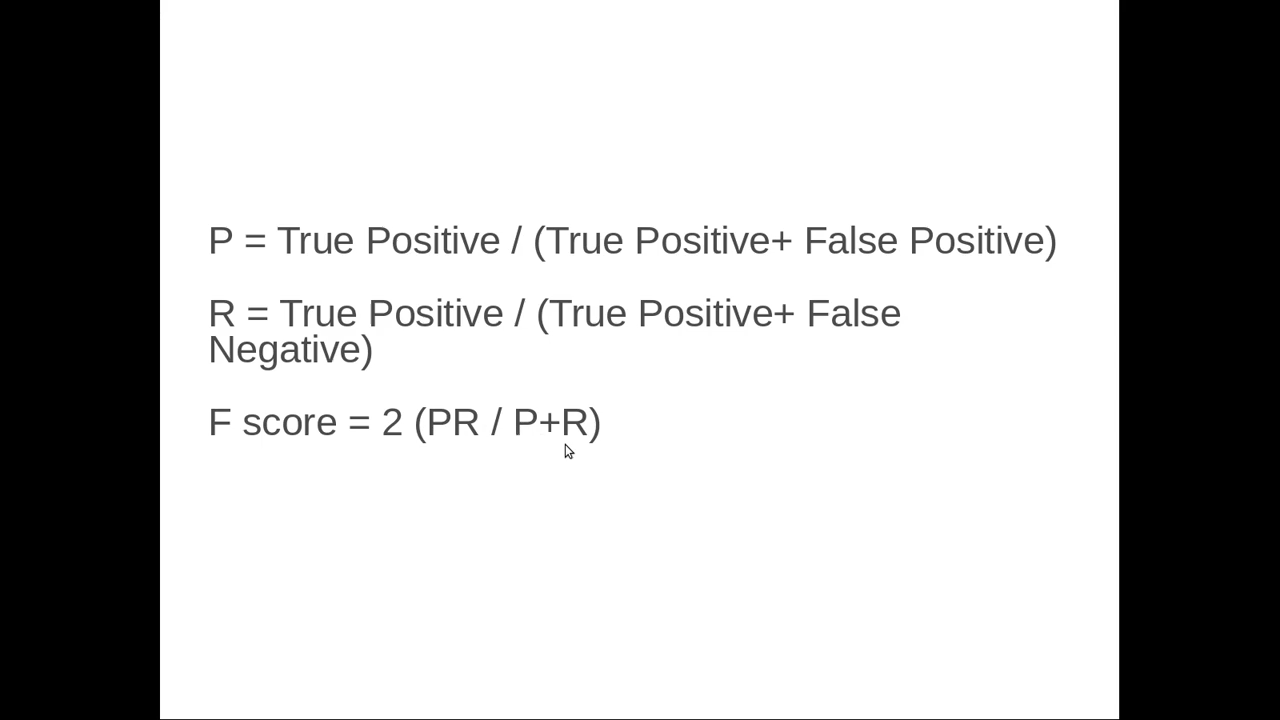 P = True Positive / (True Positive+ False Positive)
R = True Positive / (True Positive+ False
Negative)
F score = 2 (PR / P+R)